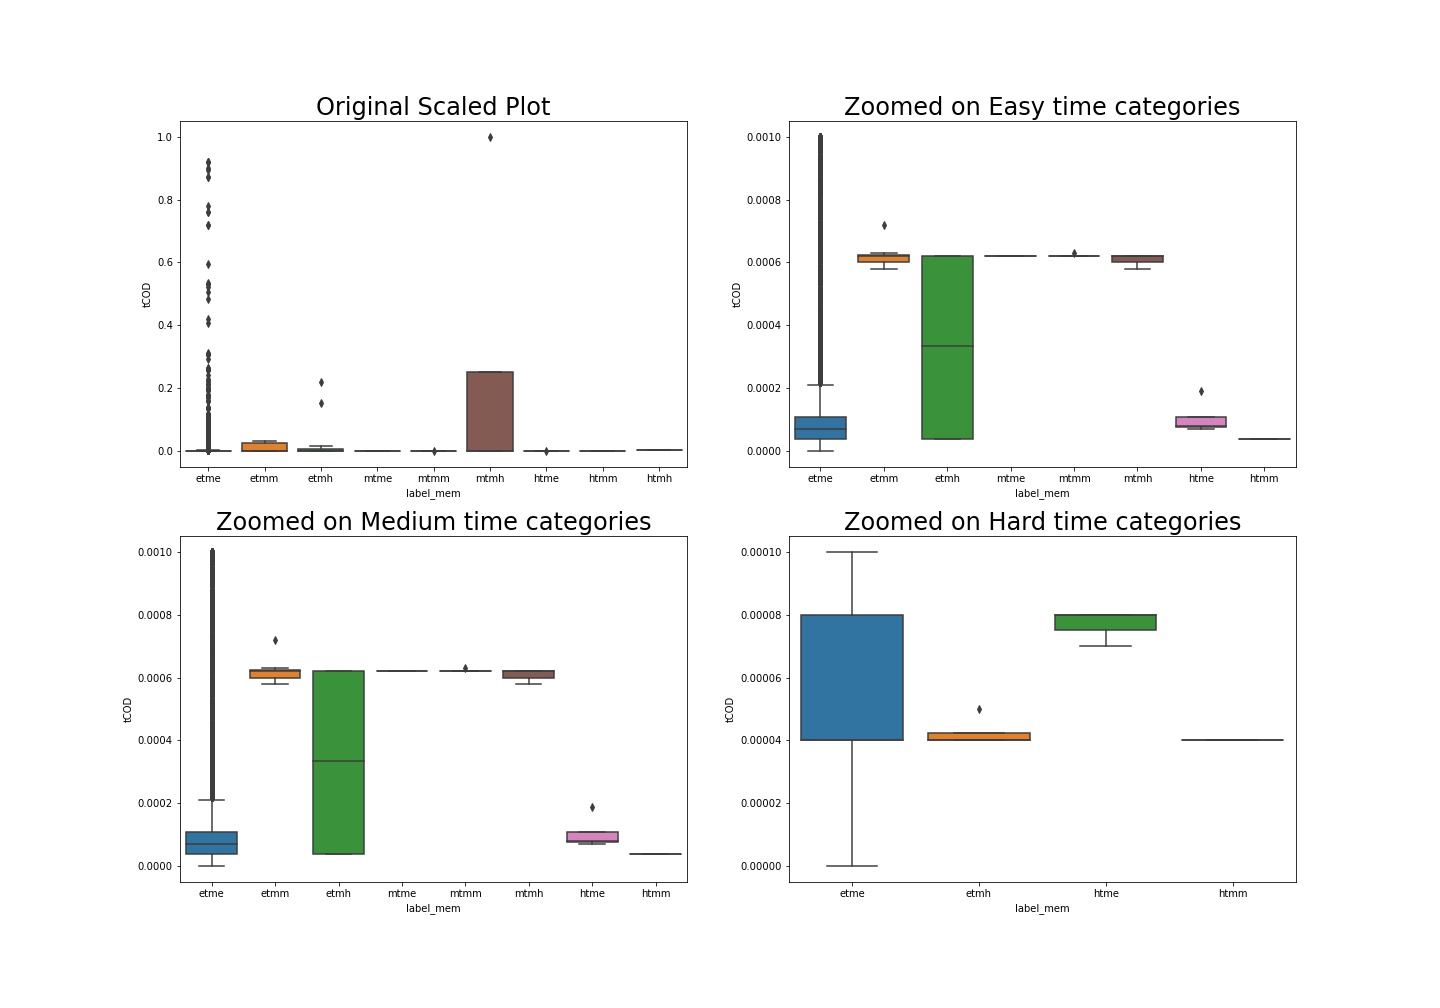 Original Scaled Plot
1.0
0.8
0.6
0.4
0.2
0.0
tCOD
etme etmm etmh mtme mtmm mtmh htme htmm htmh
label_mem
Zoomed on Easy time categories
0.0010
0.0008
0.0006
0.0004
0.0002
0.0000
tCOD
etme etmm etmh mtme mtmm mtmh htme htmm
label_mem
Zoomed on Medium time categories
0.0010
0.0008
0.0006
0.0004
0.0002
0.0000
tCOD
etme etmm etmh mtme mtmm mtmh htme htmm
label_mem
Zoomed on Hard time categories
0.00010
0.00008
0.00006
0.00004
0.00002
0.00000
tCOD
etme etmh htme htmm
label_mem